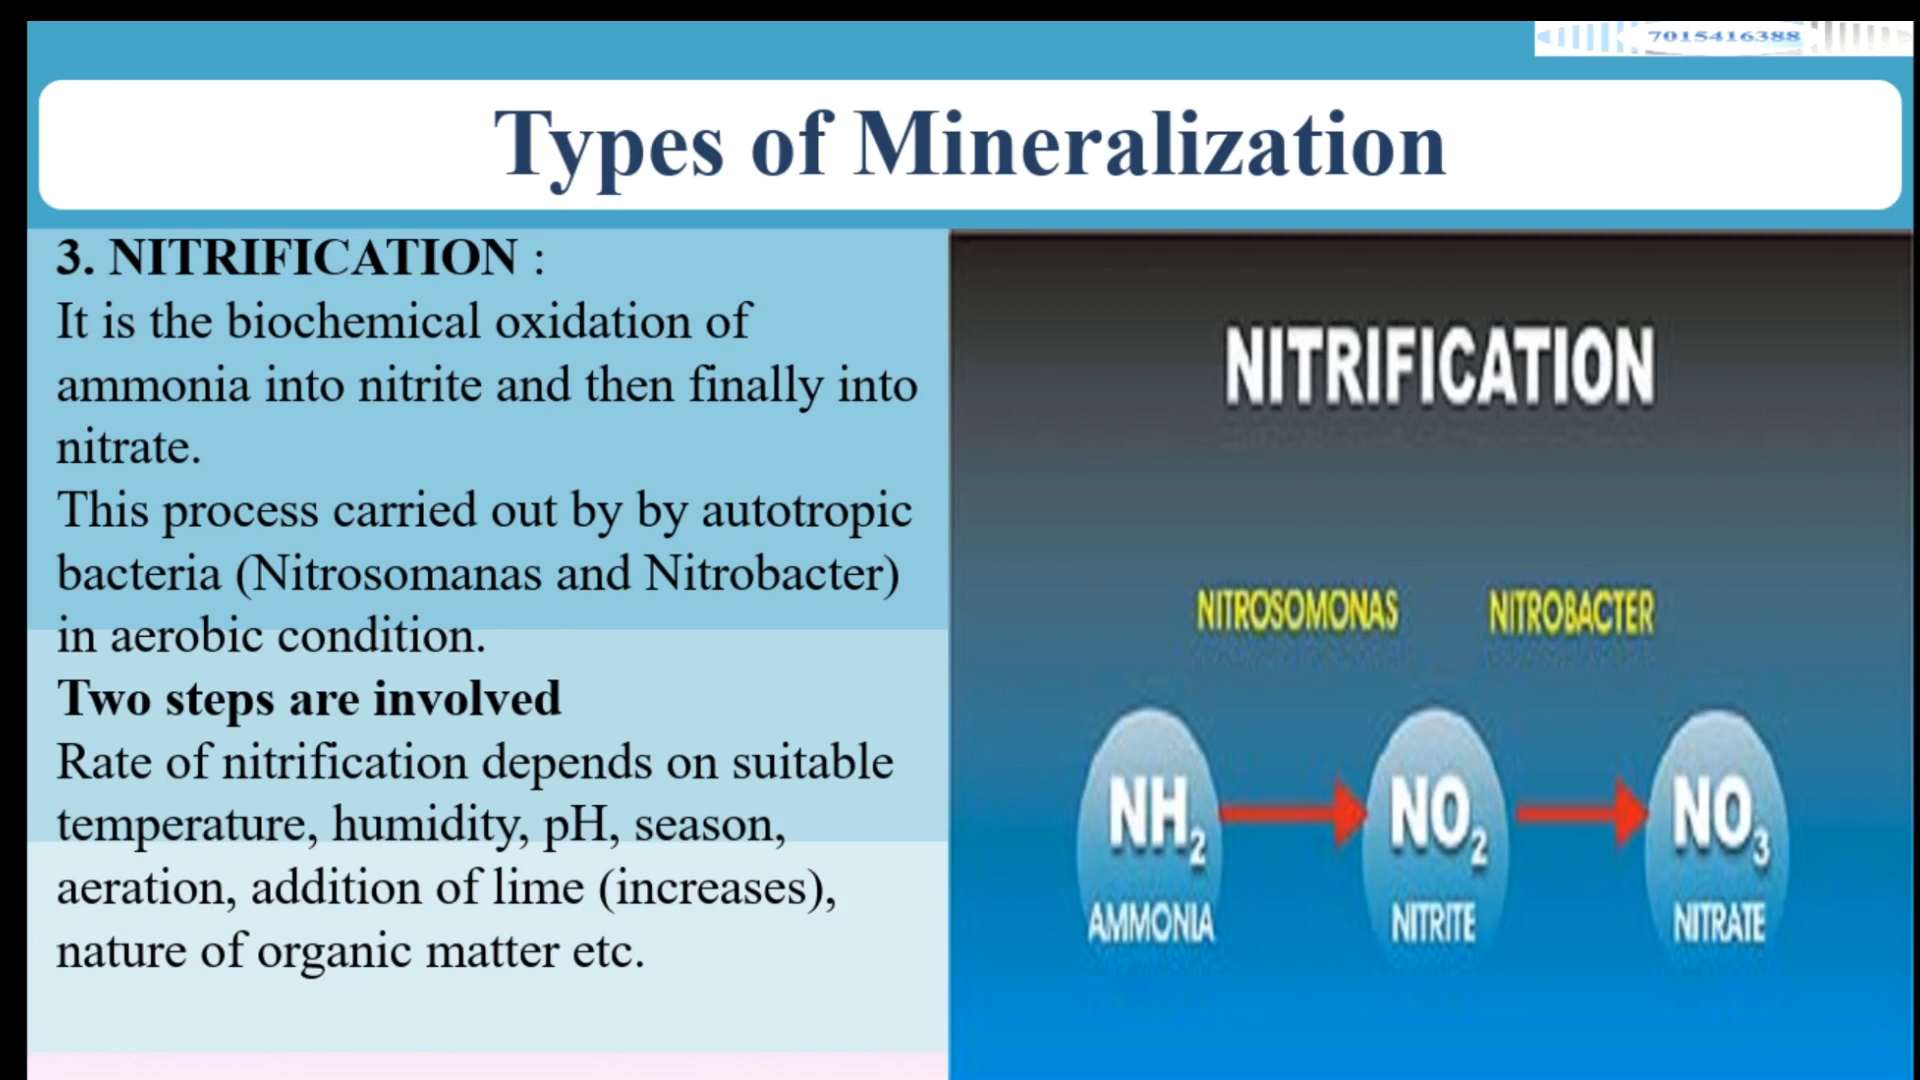 7015416388
Types of Mineralization
3. NITRIFICATION :
It is the biochemical oxidation of
ammonia into nitrite and then finally into
nitrate.
This process carried out by by autotropic
bacteria (Nitrosomanas and Nitrobacter)
in aerobic condition.
Two steps are involved
Rate of nitrification depends on suitable
temperature, humidity, pH, season,
aeration, addition of lime (increases),
nature of organic matter etc.
NITRIFICATION
NITROSOMONAS NITROBACTER
NH₂ NO₂ NO₃
AMMONIA NITRITE NITRATE